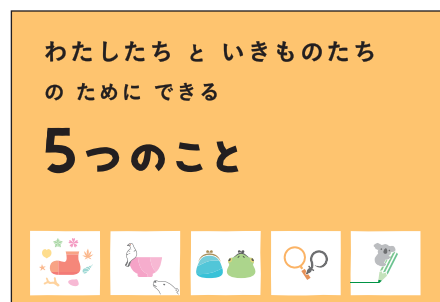 わたしたち と いきものたち
の ために できる
5つのこと